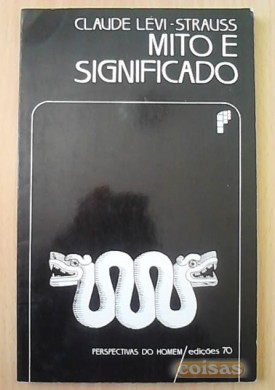 CLAUDE LÉVI-STRAUSS
MITO E
SIGNIFICADO
PERSPECTIVAS DO HOMEM/edições 70
coisas